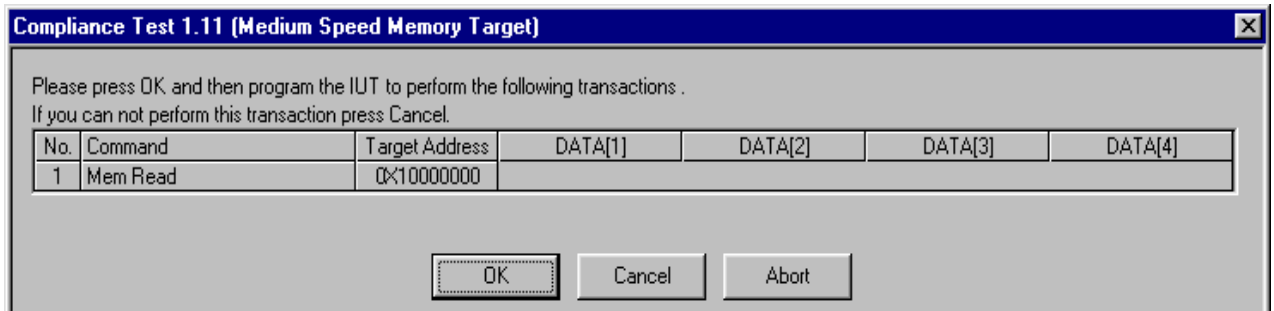 Compliance Test 1.11 (Medium Speed Memory Target)
Please press OK and then program the IUT to perform the following transactions .
If you can not perform this transaction press Cancel.
No. Command Target Address DATA[1] DATA[2] DATA[3] DATA[4]
1 Mem Read 0X10000000
OK Cancel Abort